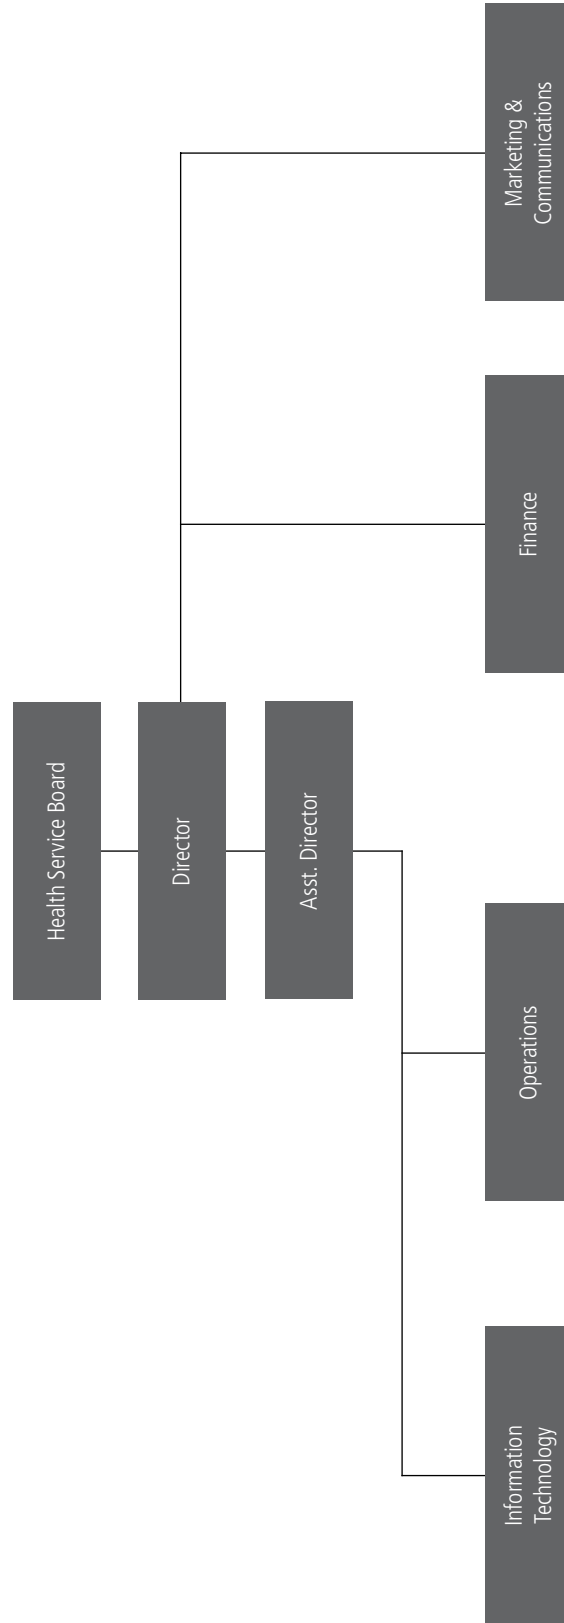 Health Service Board
Director
Asst. Director
Information
Technology
Operations
Finance
Marketing &
Communications